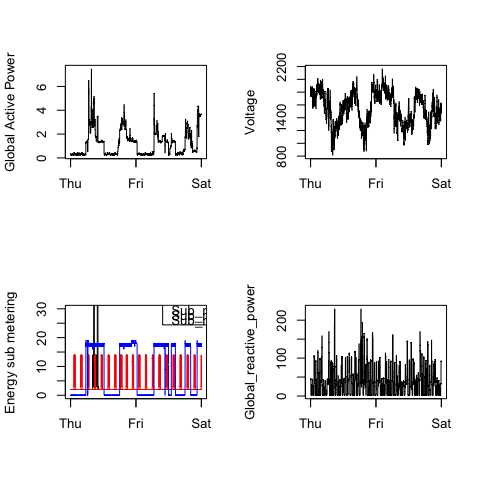 Global Active Power
0 2 4 6
Thu Fri Sat
Voltage
800 1400 2200
Thu Fri Sat
Energy sub metering
0 10 20 30
Thu Fri Sat
Global_reactive_power
0 100 200
Thu Fri Sat